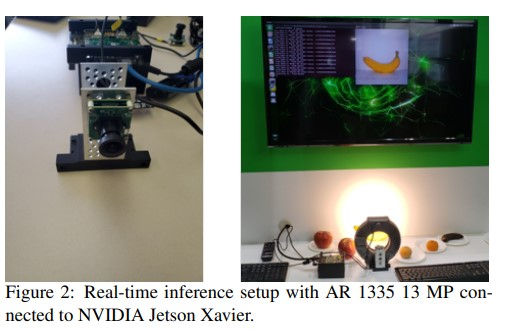 Figure 2: Real-time inference setup with AR 1335 13 MP con-
nected to NVIDIA Jetson Xavier.